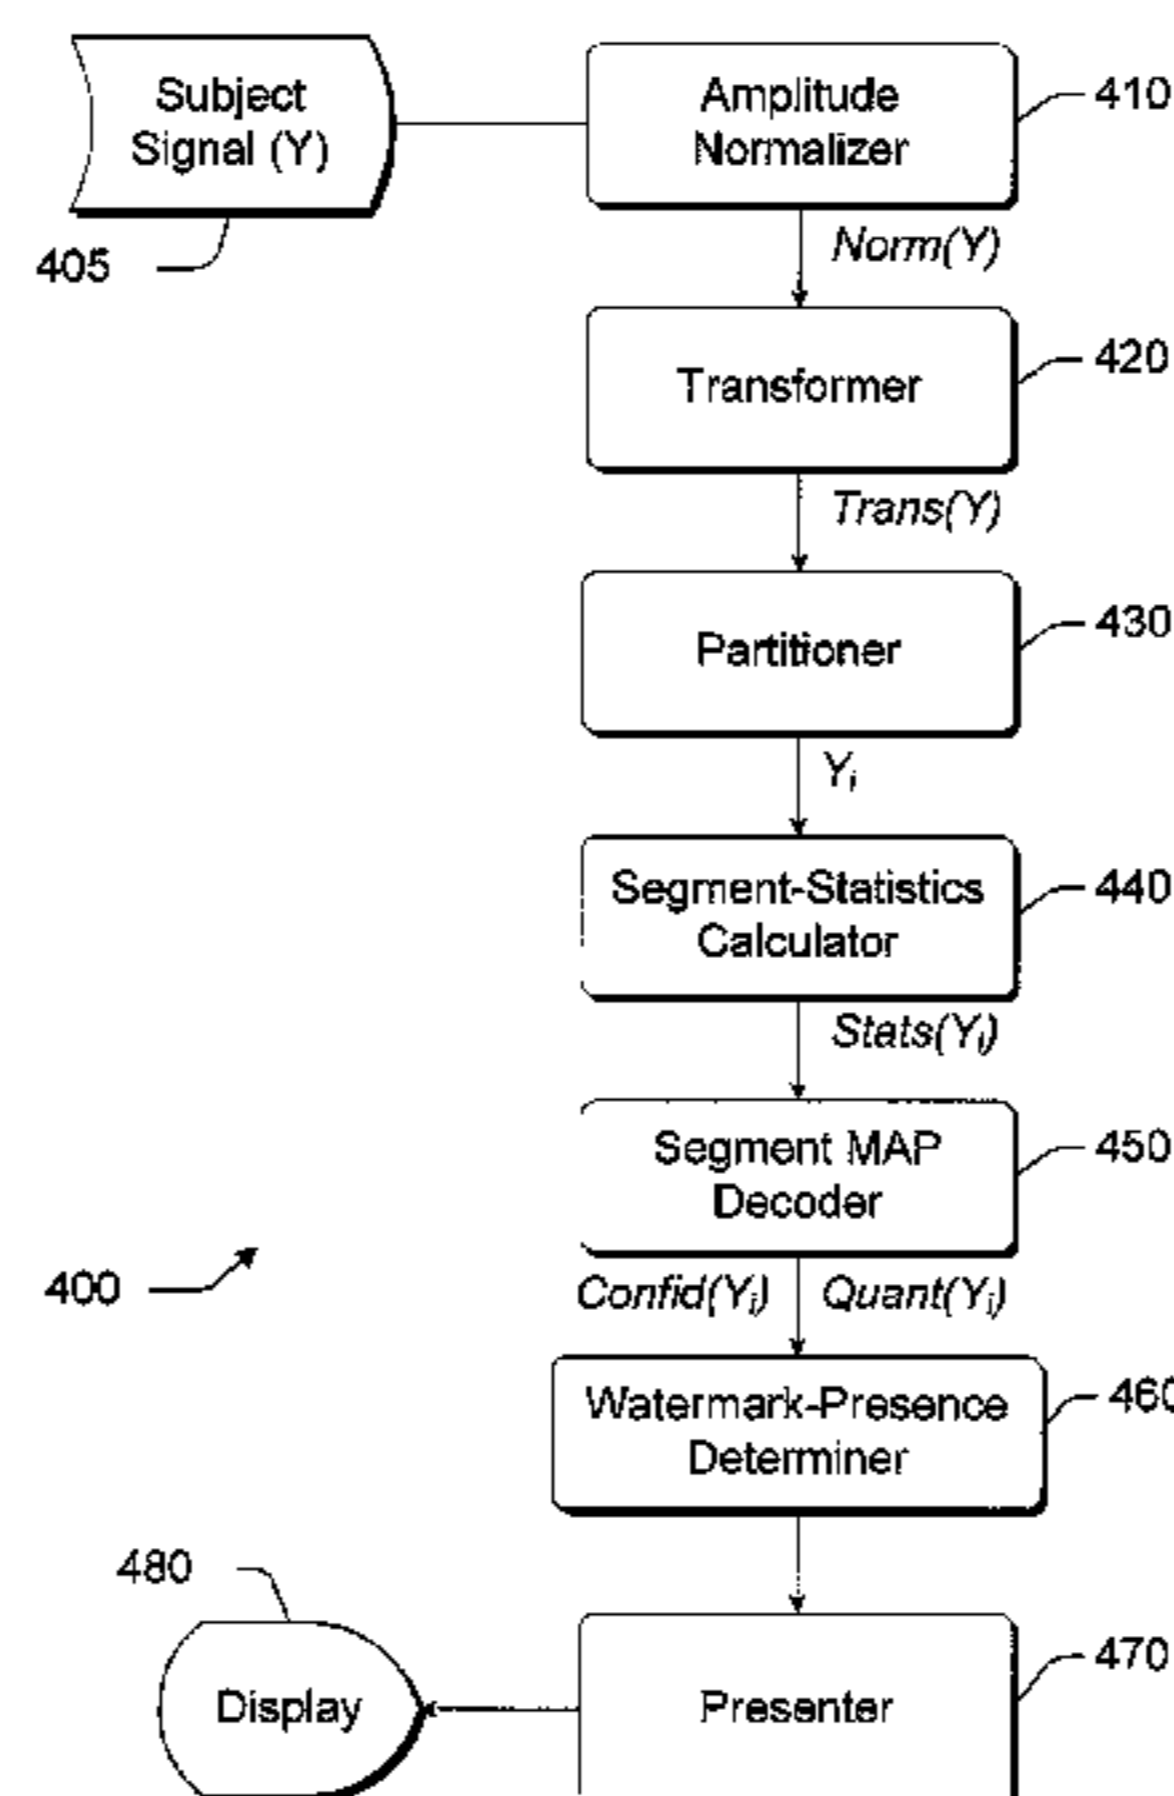 Subject
Signal (Y)
405
Amplitude
Normalizer
410
Norm(Y)
Transformer
420
Trans(Y)
Partitioner
430
Yi
Segment-Statistics
Calculator
440
Stats(Yi)
Segment MAP
Decoder
450
400
Confid(Yi) Quant(Yi)
Watermark-Presence
Determiner
460
480
Display
Presenter
470